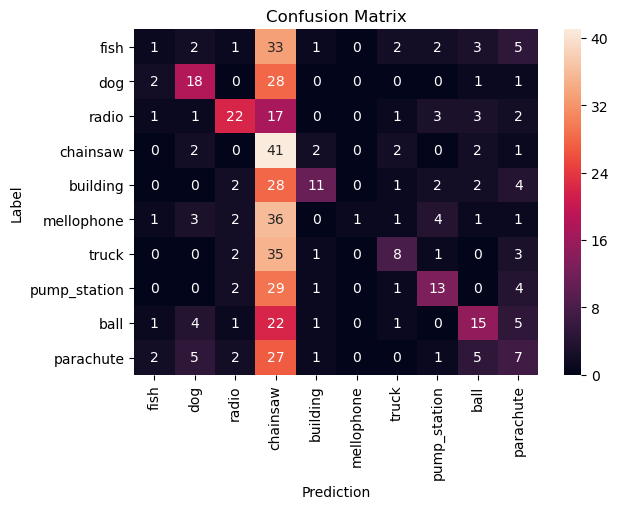 Confusion Matrix
fish 1 2 1 33 1 0 2 2 3 5
dog 2 18 0 28 0 0 0 0 1 1
radio 1 1 22 17 0 0 1 3 3 2
chainsaw 0 2 0 41 2 0 2 0 2 1
building 0 0 2 28 11 0 1 2 2 4
mellophone 1 3 2 36 0 1 1 4 1 1
truck 0 0 2 35 1 0 8 1 0 3
pump_station 0 0 2 29 1 0 1 13 0 4
ball 1 4 1 22 1 0 1 0 15 5
parachute 2 5 2 27 1 0 0 1 5 7
Label
fish
dog
radio
chainsaw
building
mellophone
truck
pump_station
ball
parachute
Prediction
40
32
24
16
8
0